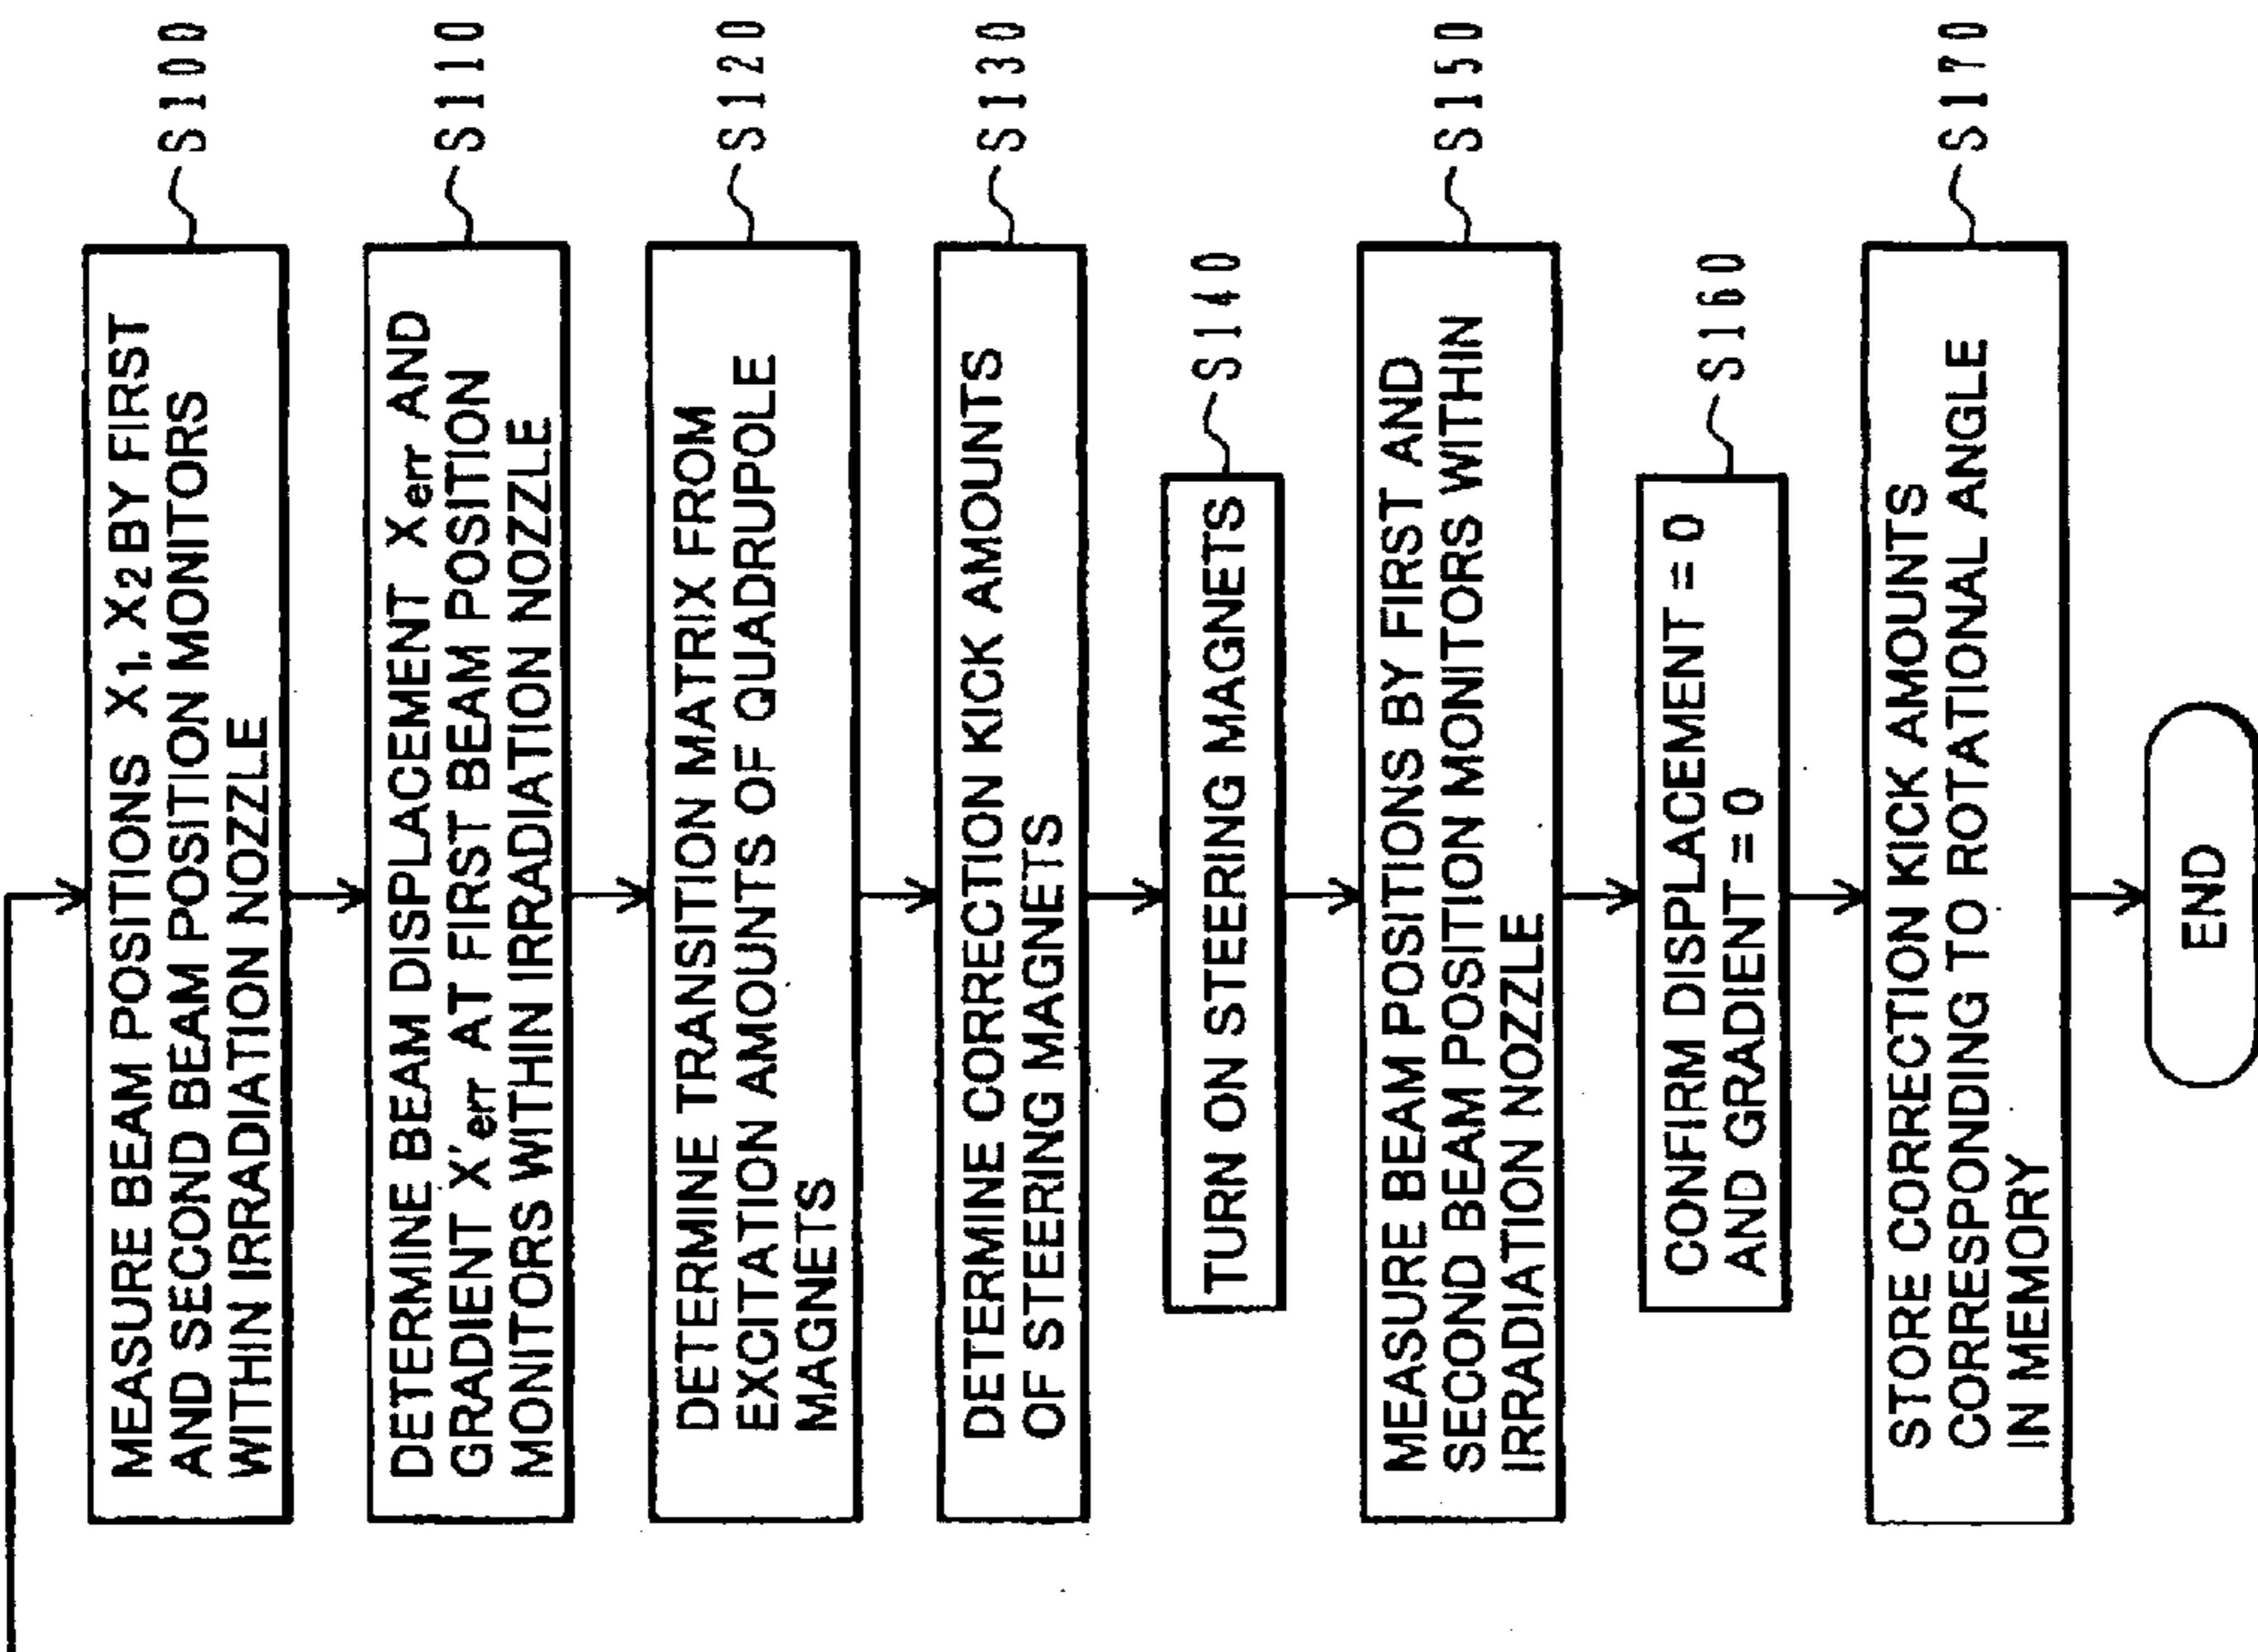 MEASURE BEAM POSITIONS X1, X2 BY FIRST
AND SECOND BEAM POSITION MONITORS
WITHIN IRRADIATION NOZZLE
S100
DETERMINE BEAM DISPLACEMENT Xerr AND
GRADIENT X'err AT FIRST BEAM POSITION
MONITORS WITHIN IRRADIATION NOZZLE
S110
DETERMINE TRANSITION MATRIX FROM
EXCITATION AMOUNTS OF QUADRUPOLE
MAGNETS
S120
DETERMINE CORRECTION KICK AMOUNTS
OF STEERING MAGNETS
S130
TURN ON STEERING MAGNETS
S140
MEASURE BEAM POSITIONS BY FIRST AND
SECOND BEAM POSITION MONITORS WITHIN
IRRADIATION NOZZLE
S150
CONFIRM DISPLACEMENT = 0
AND GRADIENT = 0
S160
STORE CORRECTION KICK AMOUNTS
CORRESPONDING TO ROTATIONAL ANGLE
IN MEMORY
S170
END